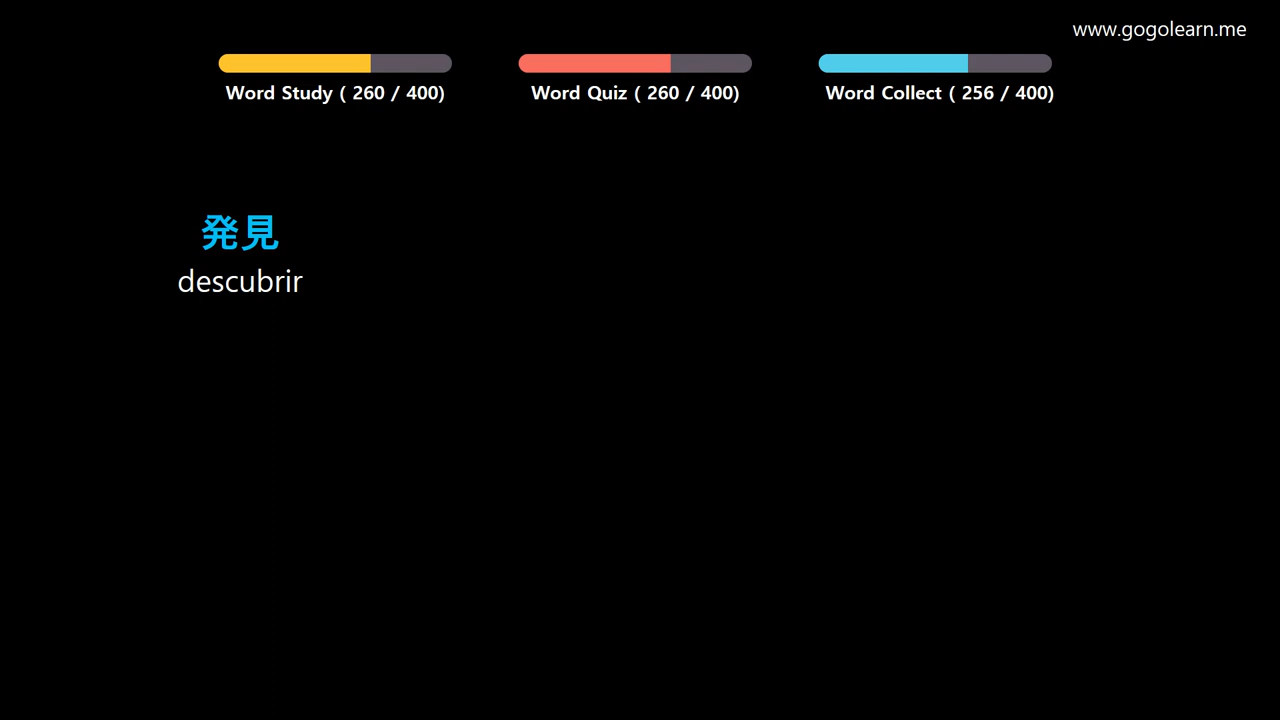 www.gogolearn.me
Word Study ( 260 / 400)
Word Quiz ( 260 / 400)
Word Collect ( 256 / 400)
発見
descubrir